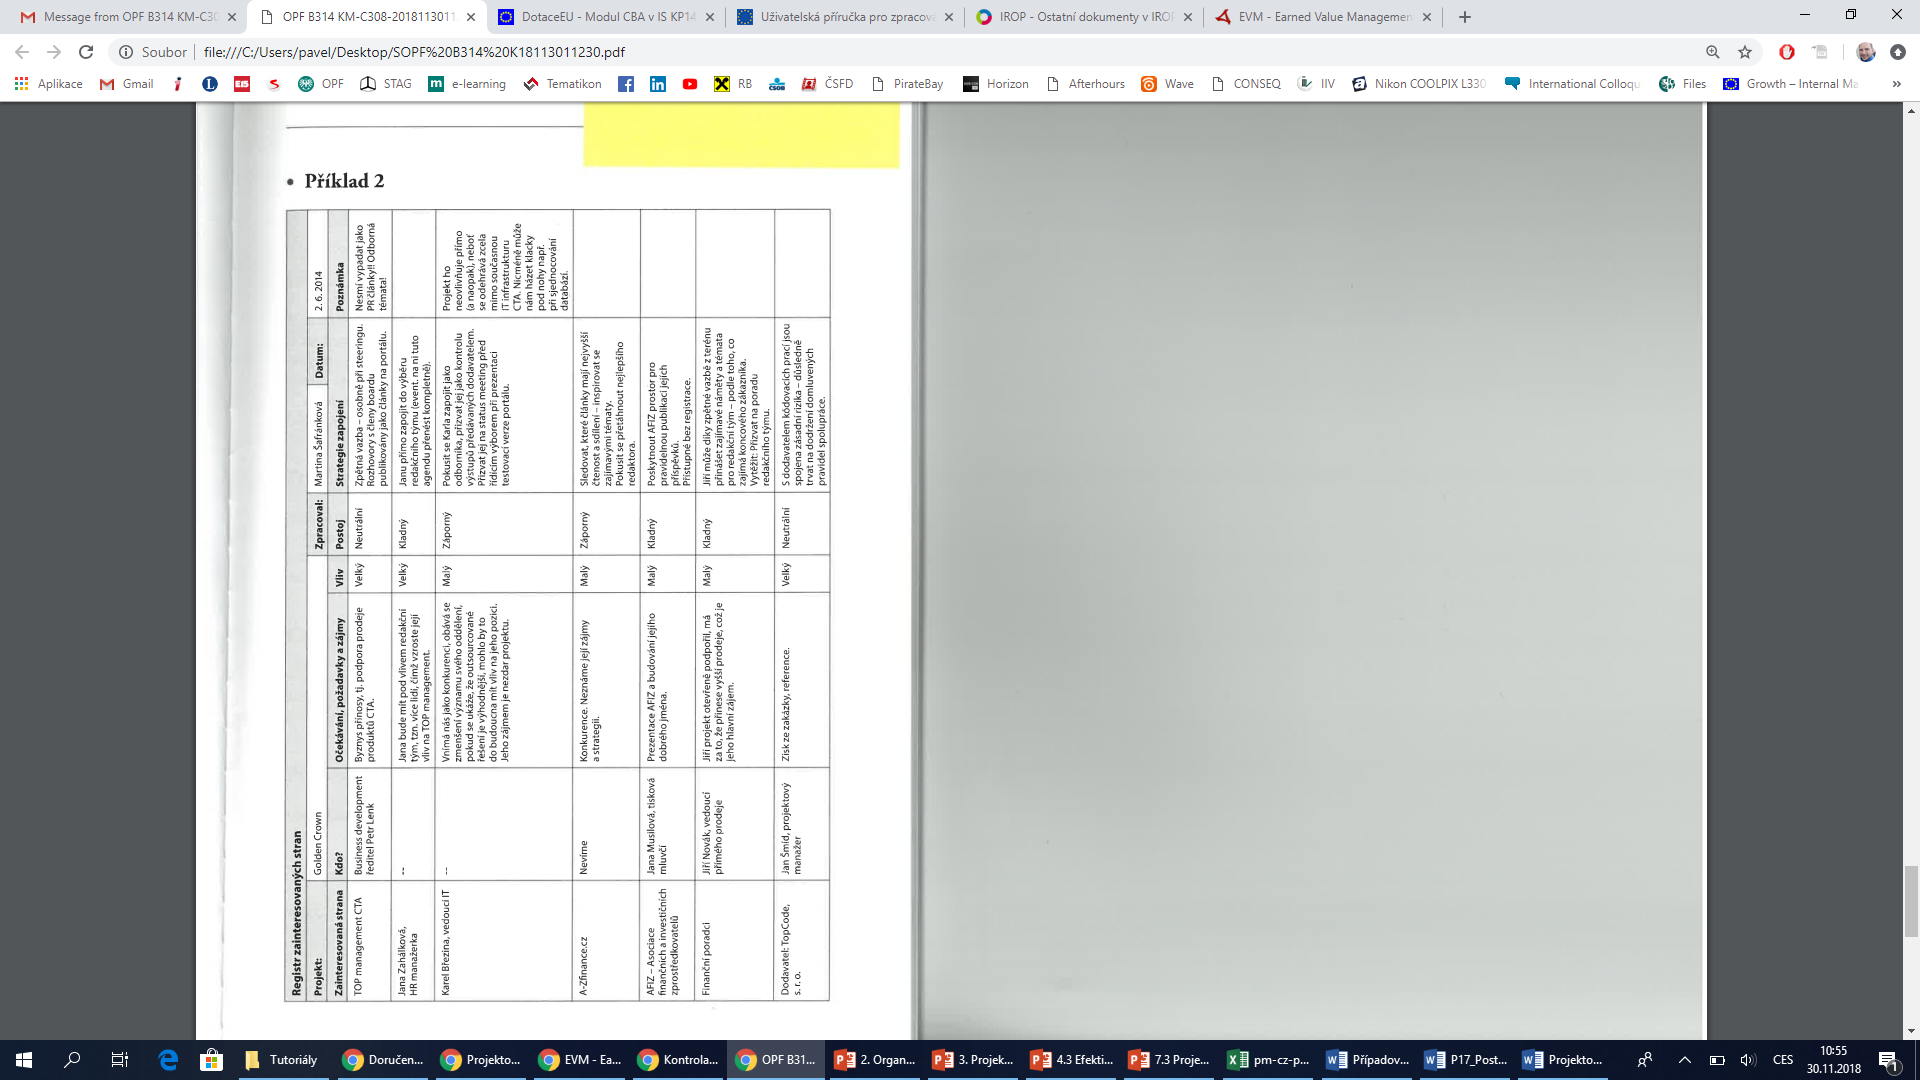 Message from OPF B314 KM-C30
OPF B314 KM-C308-2018113011
DotaceEU - Modul CBA v IS KP14
Uživatelská příručka pro zpracova
IROP - Ostatní dokumenty v IROP
EVM - Earned Value Managemen
Soubor
file:///C:/Users/pavel/Desktop/SOPF%20B314%20K18113011230.pdf
Aplikace
Gmail
OPF
STAG
e-learning
Tematikon
RB
ČSFD
PirateBay
Horizon
Afterhours
Wave
CONSEQ
IIV
Nikon COOLPIX L330
International Colloqu
Files
Growth – Internal Ma
»
• Příklad 2
Registr zainteresovaných stran
Projekt: Golden Crown Zpracoval: Martina Šafránková Datum: 2. 6. 2014
Zainteresovaná strana Kdo? Očekávání, požadavky a zájmy Vliv Postoj Strategie zapojení Poznámka
TOP management CTA
Business development
ředitel Petr Lenk
Byznys přínosy, tj. podpora prodeje
produktů CTA.
Velký
Neutrální
Zpětná vazba – osobně při steeringu.
Rozhovory s členy boardu
publikovány jako články na portálu.
Nesmí vypadat jako
PR články!! Odborná
témata!
Jana Zahálková,
HR manažerka
--
Jana bude mít pod vlivem redakční
tým, tzn. více lidí, čímž vzroste její
vliv na TOP management.
Velký
Kladný
Janu přímo zapojit do výběru
redakčního týmu (event. na ni tuto
agendu přenést kompletně).
Karel Březina, vedoucí IT
--
Vnímá nás jako konkurenci, obává se
zmenšení významu svého oddělení,
pokud se ukáže, že outsourcované
řešení je výhodnější, mohlo by to
do budoucna mít vliv na jeho pozici.
Jeho zájmem je nezdar projektu.
Malý
Záporný
Pokusit se Karla zapojit jako
odborníka, přizvat jej jako kontrolu
výstupů předávaných dodavatelem.
Přizvat jej na status meeting před
řídicím výborem při prezentaci
testovací verze portálu.
Projekt ho
neovlivňuje přímo
(a naopak), neboť
se odehrává zcela
mimo současnou
IT infrastrukturu
CTA. Nicméně může
nám házet klacky
pod nohy např.
při sjednocování
databází.
A-Zfinance.cz
Nevíme
Konkurence. Neznáme její zájmy
a strategii.
Malý
Záporný
Sledovat, které články mají nejvyšší
čtenost a sdílení – inspirovat se
zajímavými tématy.
Pokusit se přetáhnout nejlepšího
redaktora.
AFIZ – Asociace
finančních a investičních
zprostředkovatelů
Jana Musilová, tisková
mluvčí
Prezentace AFIZ a budování jejího
dobrého jména.
Malý
Kladný
Poskytnout AFIZ prostor pro
pravidelnou publikaci jejích
příspěvků.
Přístupné bez registrace.
Finanční poradci
Jiří Novák, vedoucí
přímého prodeje
Jiří projekt otevřeně podpořil, má
za to, že přinese vyšší prodeje, což je
jeho hlavní zájem.
Malý
Kladný
Jiří může díky zpětné vazbě z terénu
přinášet zajímavé náměty a témata
pro redakční tým – podle toho, co
zajímá koncového zákazníka.
Vytěžit: Přizvat na poradu
redakčního týmu.
Dodavatel: TopCode,
s. r. o.
Jan Šmíd, projektový
manažer
Zisk ze zakázky, reference.
Velký
Neutrální
S dodavatelem kódovacích prací jsou
spojena zásadní rizika – důsledně
trvat na dodržení domluvených
pravidel spolupráce.
Tutoriály
Doručen...
Projekto...
EVM - Ea...
Kontrola...
OPF B31...
2. Organ...
3. Projek...
4.3 Efekti...
7.3 Proje...
pm-cz-p...
Případov...
P17_Post...
Projekto...
CES
10:55
30.11.2018
1